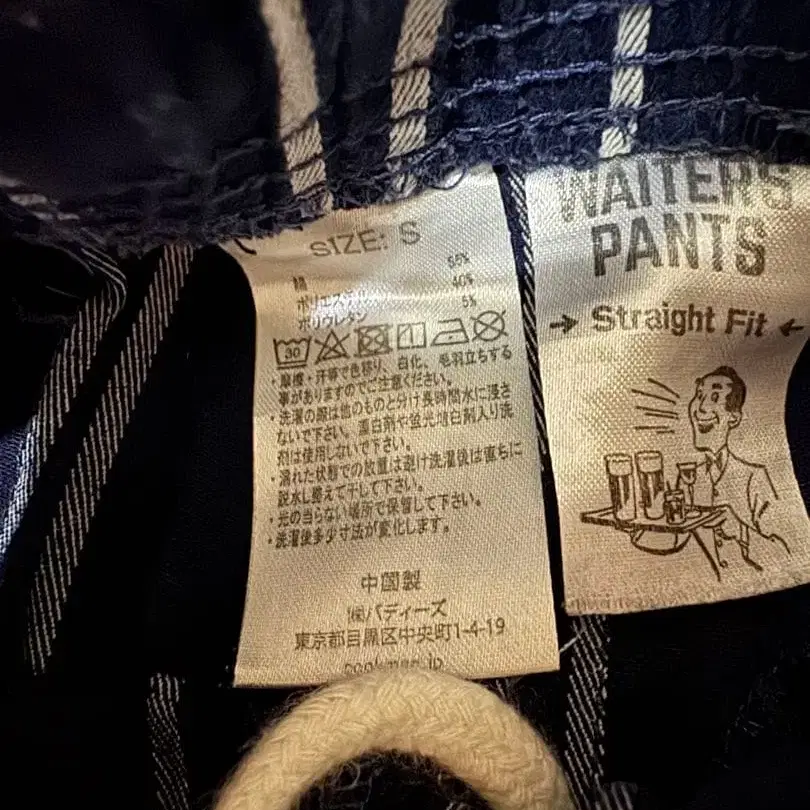 SIZE: S
綿 55%
ポリエステル 40%
ポリウレタン 5%
30
・摩擦・汗等で色移り、白化、毛羽立ちする
事がありますのでご注意ください。
・洗濯の際は他のものと分け長時間水に浸さ
ないで下さい。漂白剤や蛍光増白剤入り洗
剤は使用しないで下さい。
・濡れた状態での放置は避け洗濯後は直ちに
脱水し整えて干して下さい。
・光の当らない場所で保管して下さい。
・洗濯後多少寸法が変化します。
中國製
㈱バディーズ
東京都目黒区中央町1-4-19
cookman.jp
WAITER'S
PANTS
→ Straight Fit ←